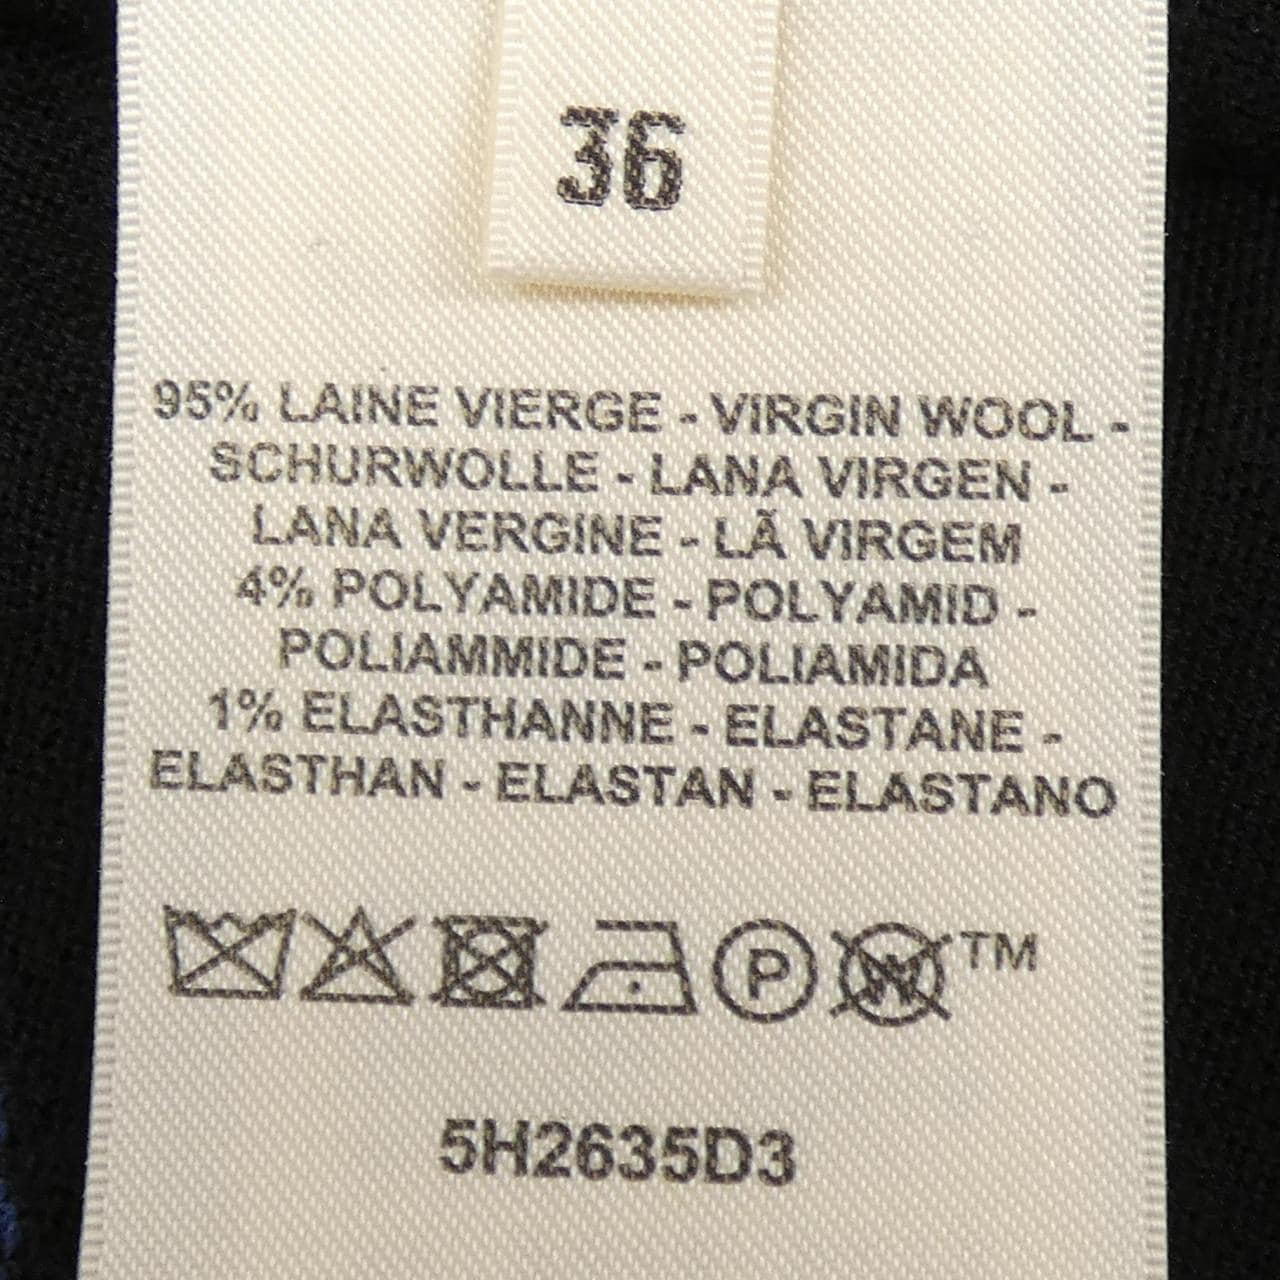 36
95% LAINE VIERGE - VIRGIN WOOL -
SCHURWOLLE - LANA VIRGEN -
LANA VERGINE - LÃ VIRGEM
4% POLYAMIDE - POLYAMID -
POLIAMMIDE - POLIAMIDA
1% ELASTHANNE - ELASTANE -
ELASTHAN - ELASTAN - ELASTANO
P W TM
5H2635D3